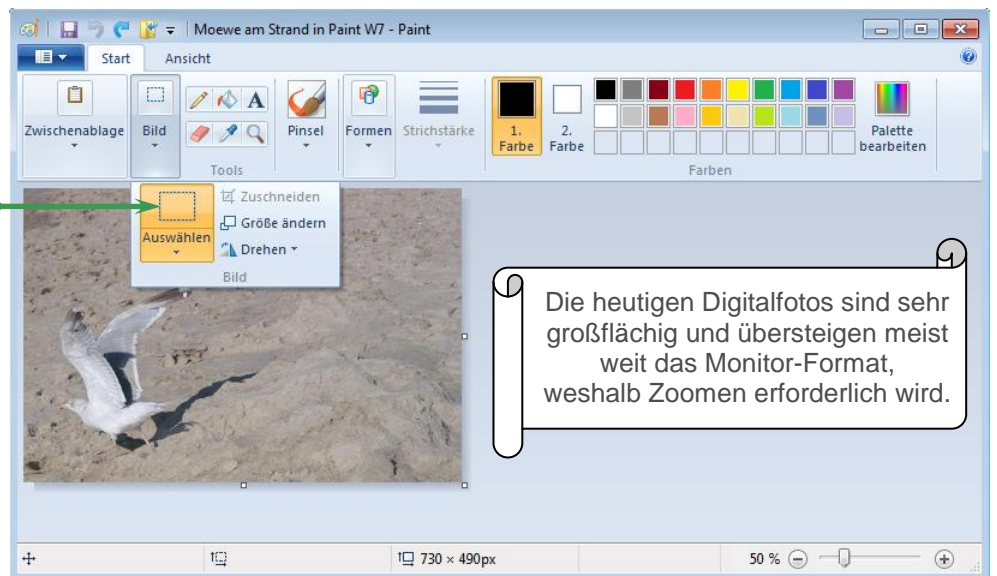 Moewe am Strand in Paint W7 - Paint
Start Ansicht
Zwischenablage Bild Pinsel Formen Strichstärke 1. Farbe 2. Farbe Palette bearbeiten
A
Tools Farben
Auswählen
Zuschneiden
Größe ändern
Drehen
Bild
Die heutigen Digitalfotos sind sehr
großflächig und übersteigen meist
weit das Monitor-Format,
weshalb Zoomen erforderlich wird.
730 × 490px 50 %